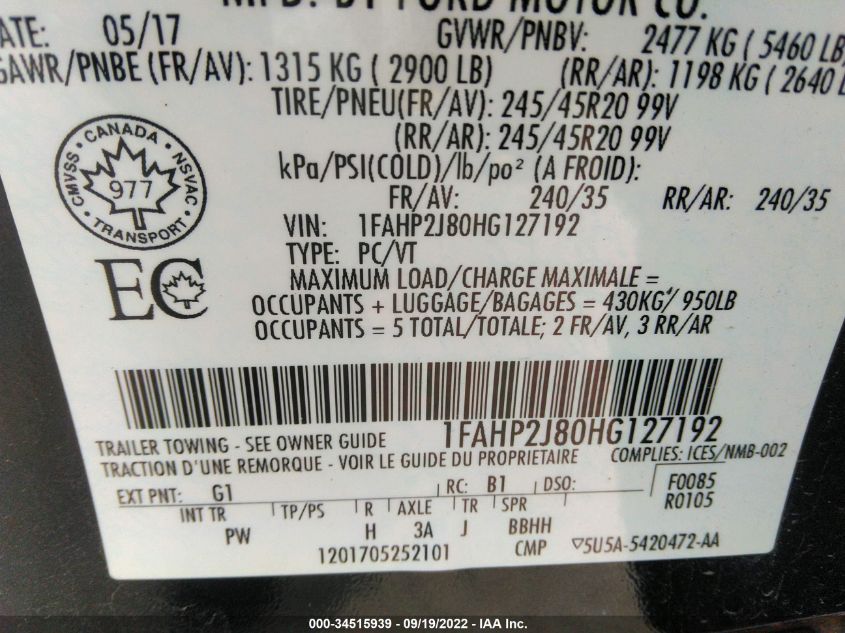 MFD. BY FORD MOTOR CO.
DATE: 05/17 GVWR/PNBV: 2477 KG ( 5460 LB)
GAWR/PNBE (FR/AV): 1315 KG ( 2900 LB) (RR/AR): 1198 KG ( 2640 L
TIRE/PNEU(FR/AV): 245/45R20 99V
(RR/AR): 245/45R20 99V
kPa/PSI(COLD)/lb/po² (A FROID):
FR/AV: 240/35 RR/AR: 240/35
CANADA
CMVSS NSVAC
977
TRANSPORT
VIN: 1FAHP2J80HG127192
TYPE: PC/VT
EC
MAXIMUM LOAD/CHARGE MAXIMALE =
OCCUPANTS + LUGGAGE/BAGAGES = 430KG/ 950LB
OCCUPANTS = 5 TOTAL/TOTALE; 2 FR/AV, 3 RR/AR
TRAILER TOWING - SEE OWNER GUIDE 1FAHP2J80HG127192
TRACTION D'UNE REMORQUE - VOIR LE GUIDE DU PROPRIETAIRE COMPLIES: ICES/NMB-002
EXT PNT: G1 RC: B1 DSO: F0085
R0105
INT TR TP/PS R AXLE TR SPR
PW H 3A J BBHH
1201705252101 CMP ▽5U5A-5420472-AA
000-34515939 - 09/19/2022 - IAA Inc.